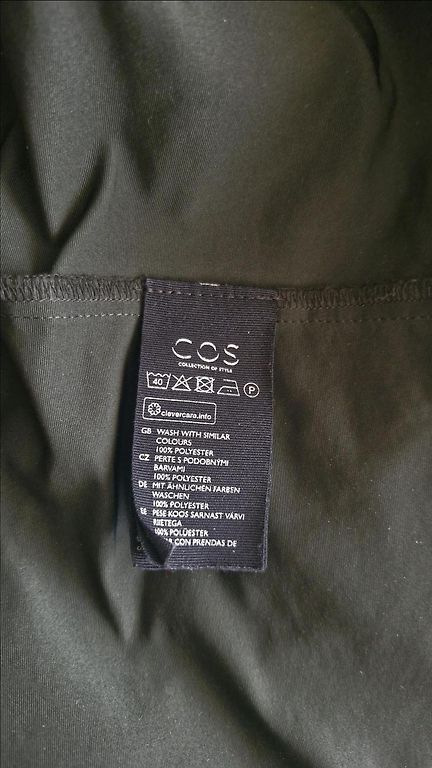 COS
COLLECTION OF STYLE
40 P
clevercare.info
GB WASH WITH SIMILAR
COLOURS
100% POLYESTER
CZ PERTE S PODOBNÝMI
BARVAMI
100% POLYESTER
DE MIT ÄHNLICHEN FARBEN
WASCHEN
100% POLYESTER
EE PESE KOOS SARNAST VÄRVI
RIIETEGA
100% POLÜESTER
CON PRENDAS DE